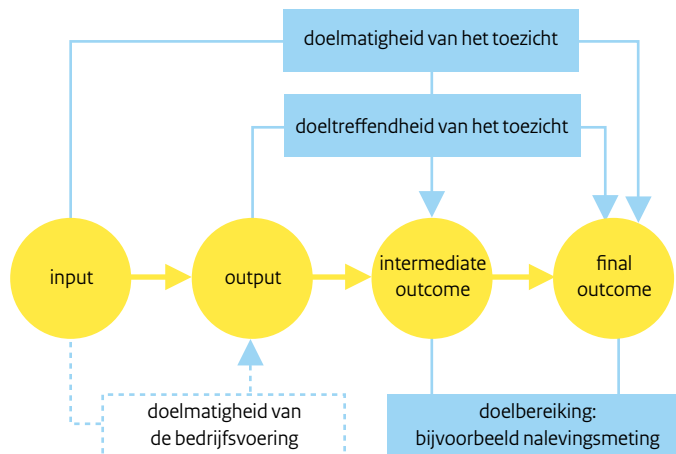 doelmatigheid van het toezicht
doeltreffendheid van het toezicht
input
output
intermediate
outcome
final
outcome
doelmatigheid van
de bedrijfsvoering
doelbereiking:
bijvoorbeeld nalevingsmeting